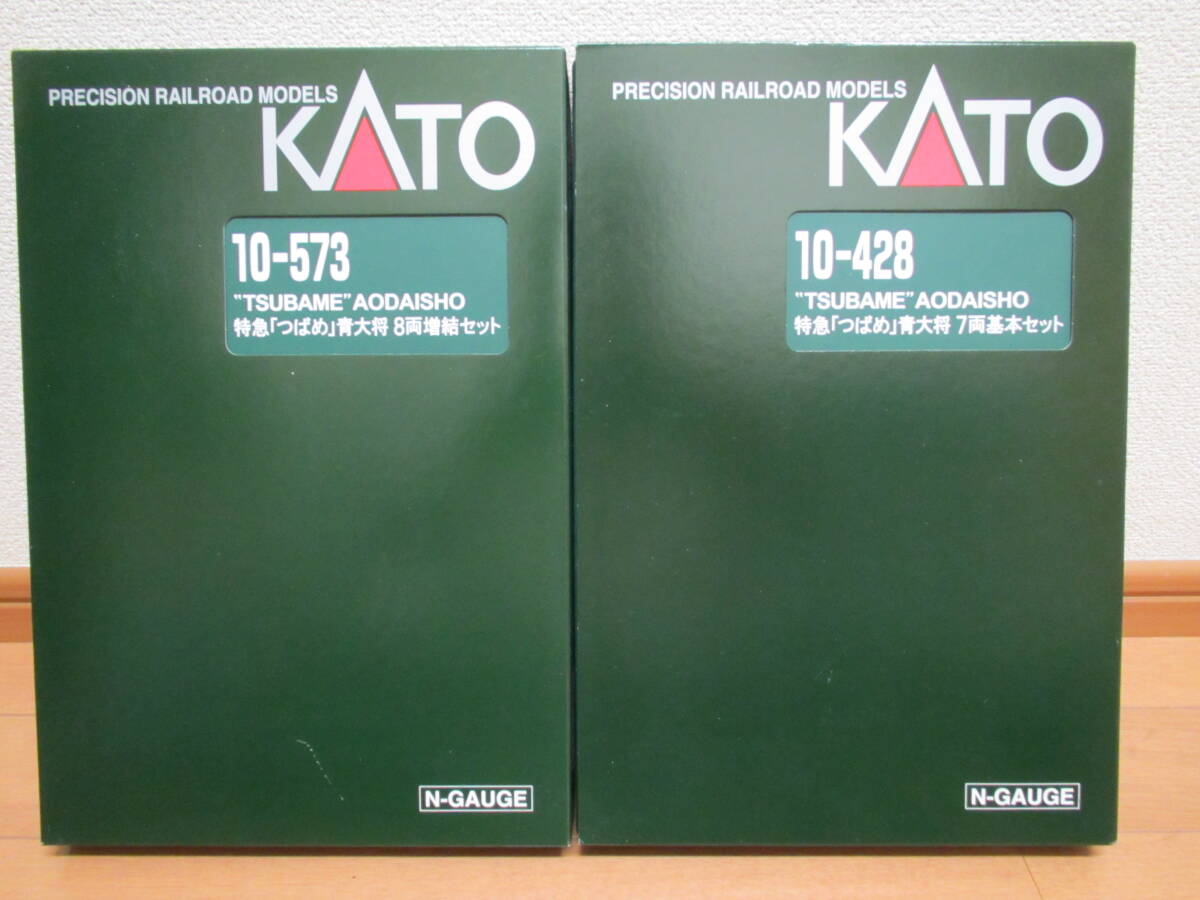 PRECISION RAILROAD MODELS
KATO
10-573
"TSUBAME" AODAISHO
特急「つばめ」青大将 8両増結セット
N-GAUGE
PRECISION RAILROAD MODELS
KATO
10-428
"TSUBAME" AODAISHO
特急「つばめ」青大将 7両基本セット
N-GAUGE